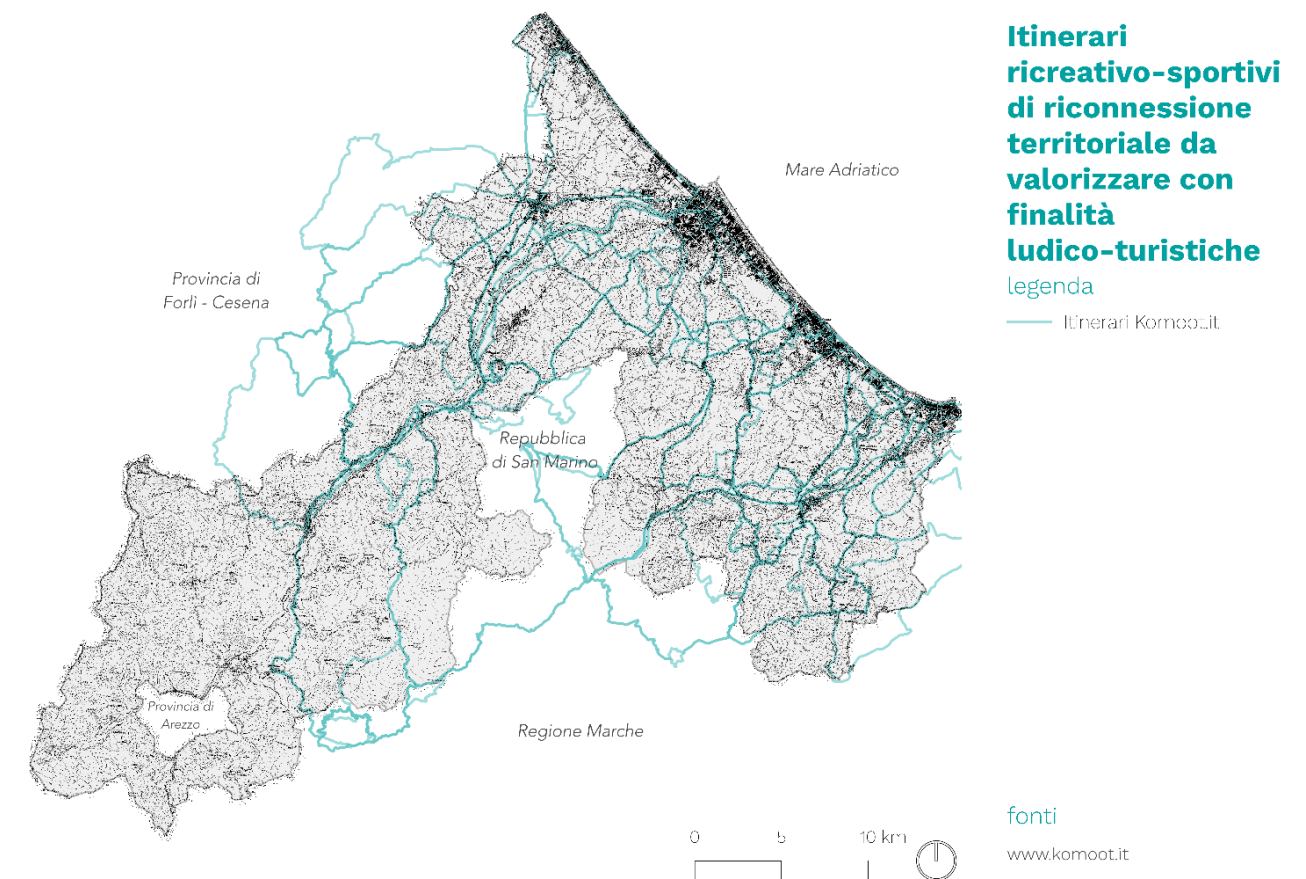 Itinerari
ricreativo-sportivi
di riconnessione
territoriale da
valorizzare con
finalità
ludico-turistiche
legenda
Itinerari Komoot.it
Mare Adriatico
Provincia di
Forlì - Cesena
Repubblica
di San Marino
Provincia di
Arezzo
Regione Marche
0 5 10 km
fonti
www.komoot.it